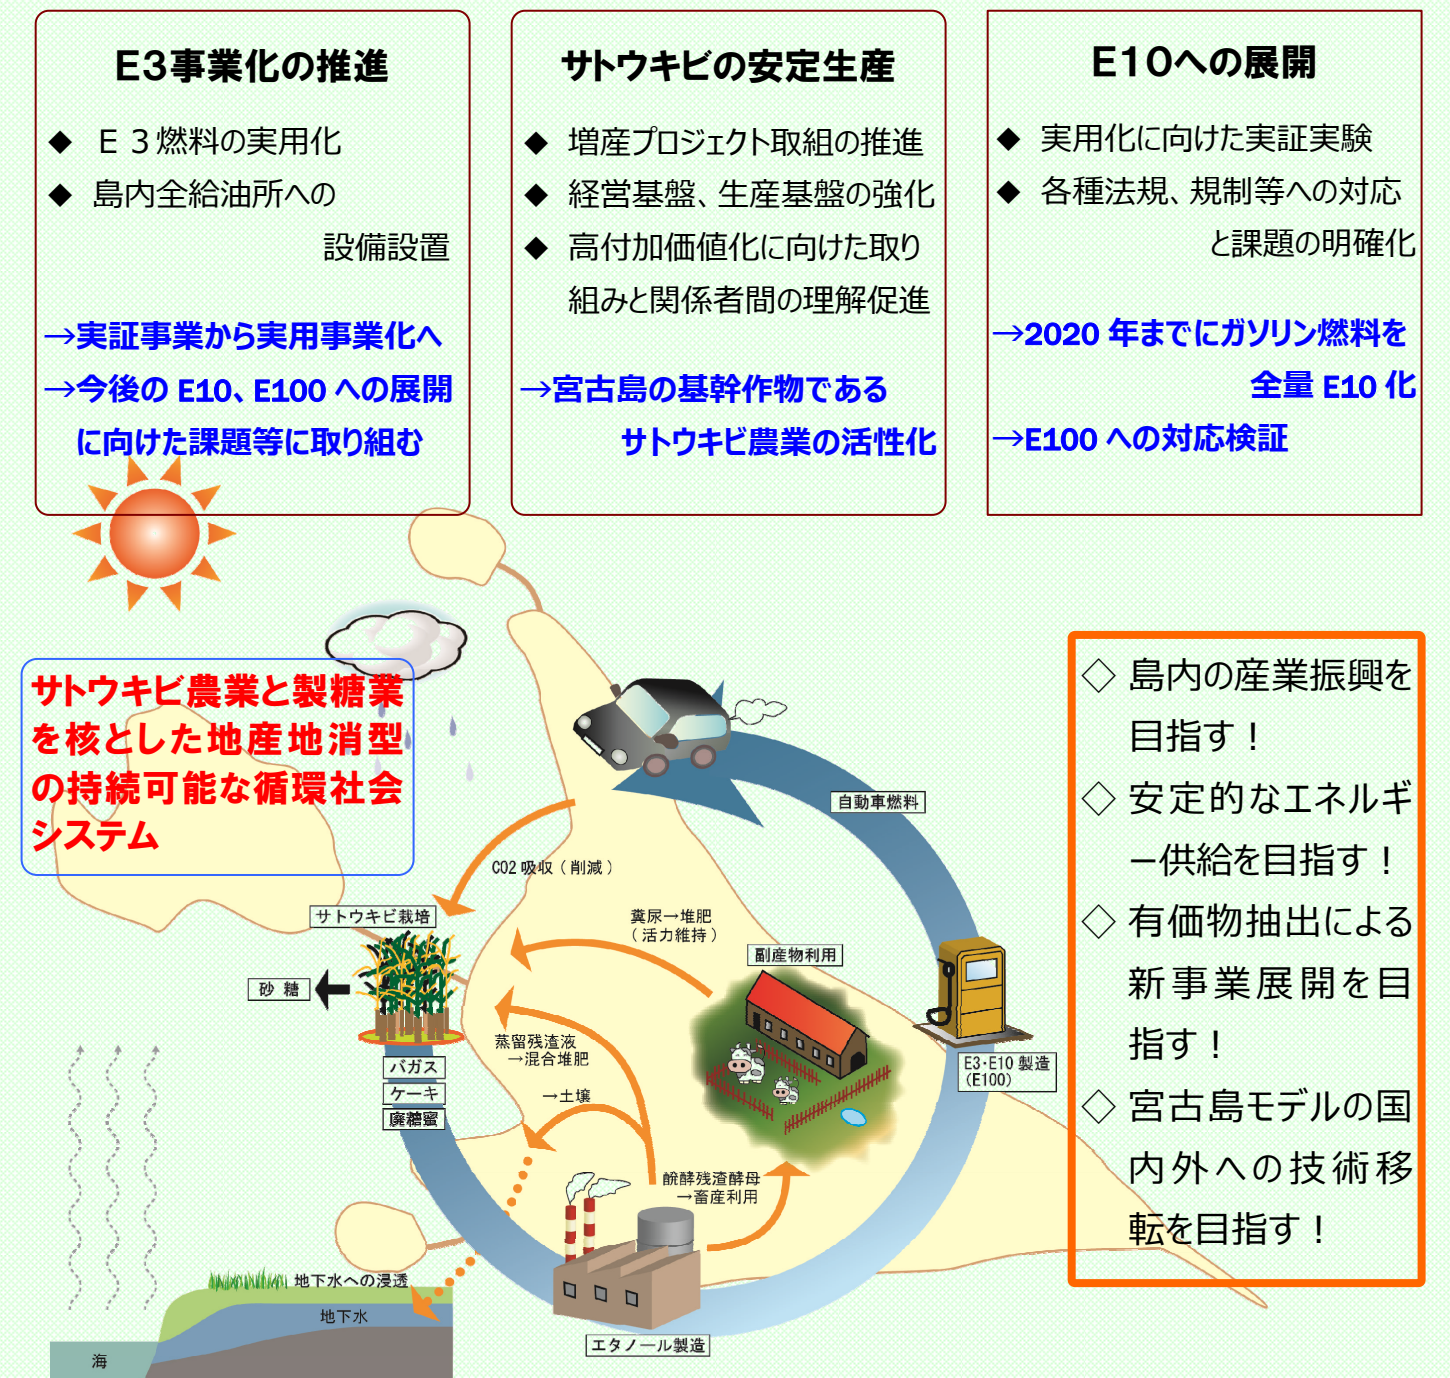 E3事業化の推進
◆ E3燃料の実用化
◆ 島内全給油所への
設備設置
→実証事業から実用事業化へ
→今後の E10、E100 への展開
に向けた課題等に取り組む
サトウキビの安定生産
◆ 増産プロジェクト取組の推進
◆ 経営基盤、生産基盤の強化
◆ 高付加価値化に向けた取り
組みと関係者間の理解促進
→宮古島の基幹作物である
サトウキビ農業の活性化
E10への展開
◆ 実用化に向けた実証実験
◆ 各種法規、規制等への対応
と課題の明確化
→2020 年までにガソリン燃料を
全量 E10 化
→E100 への対応検証
サトウキビ農業と製糖業
を核とした地産地消型
の持続可能な循環社会
システム
自動車燃料
CO2 吸収（削減）
サトウキビ栽培
糞尿→堆肥
（活力維持）
副産物利用
砂 糖
蒸留残渣液
→混合堆肥
→土壌
バガス
ケーキ
廃糖蜜
E3・E10 製造
(E100)
醗酵残渣酵母
→畜産利用
地下水への浸透
地下水
海
エタノール製造
◇ 島内の産業振興を
目指す！
◇ 安定的なエネルギ
ー供給を目指す！
◇ 有価物抽出による
新事業展開を目
指す！
◇ 宮古島モデルの国
内外への技術移
転を目指す！